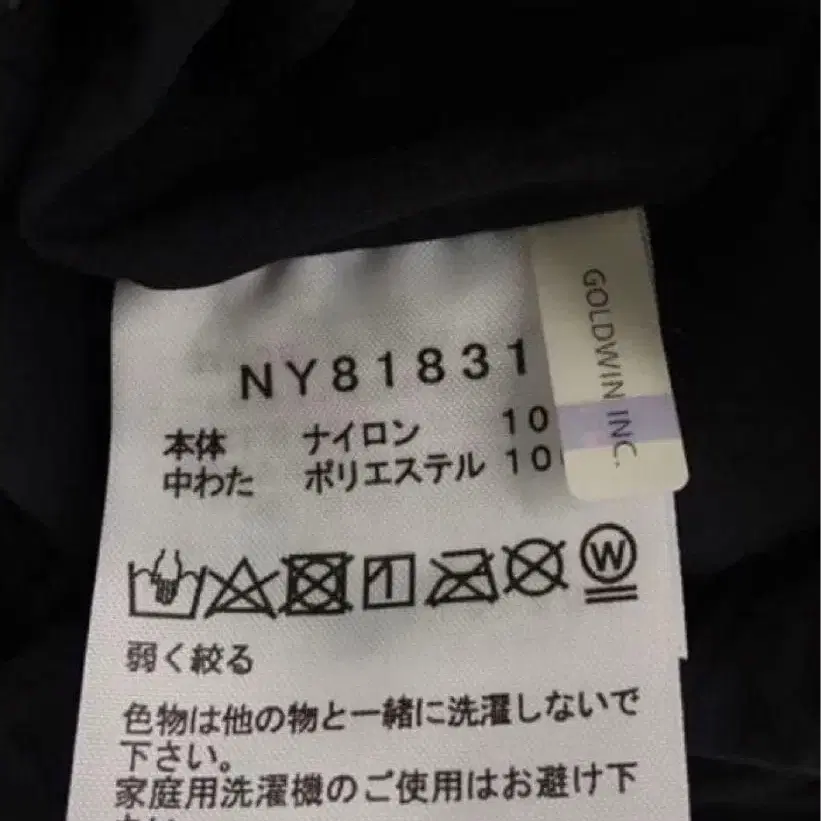 GOLDWIN INC.
NY81831
本体 ナイロン 10
中わた ポリエステル 10
W
弱く絞る
色物は他の物と一緒に洗濯しないで
下さい。
家庭用洗濯機のご使用はお避け下